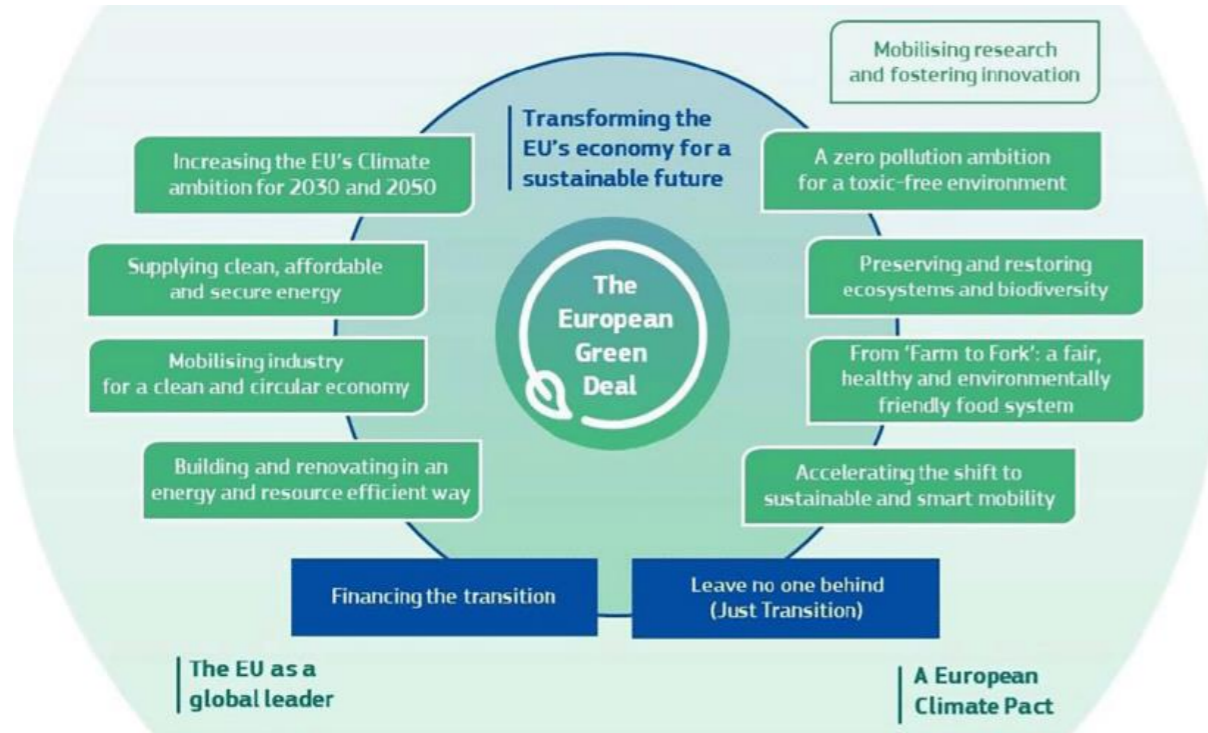 Mobilising research
and fostering innovation
Transforming the
EU's economy for a
sustainable future
Increasing the EU's Climate
ambition for 2030 and 2050
Supplying clean, affordable
and secure energy
Mobilising industry
for a clean and circular economy
Building and renovating in an
energy and resource efficient way
The
European
Green
Deal
A zero pollution ambition
for a toxic-free environment
Preserving and restoring
ecosystems and biodiversity
From 'Farm to Fork': a fair,
healthy and environmentally
friendly food system
Accelerating the shift to
sustainable and smart mobility
Financing the transition
Leave no one behind
(Just Transition)
The EU as a
global leader
A European
Climate Pact